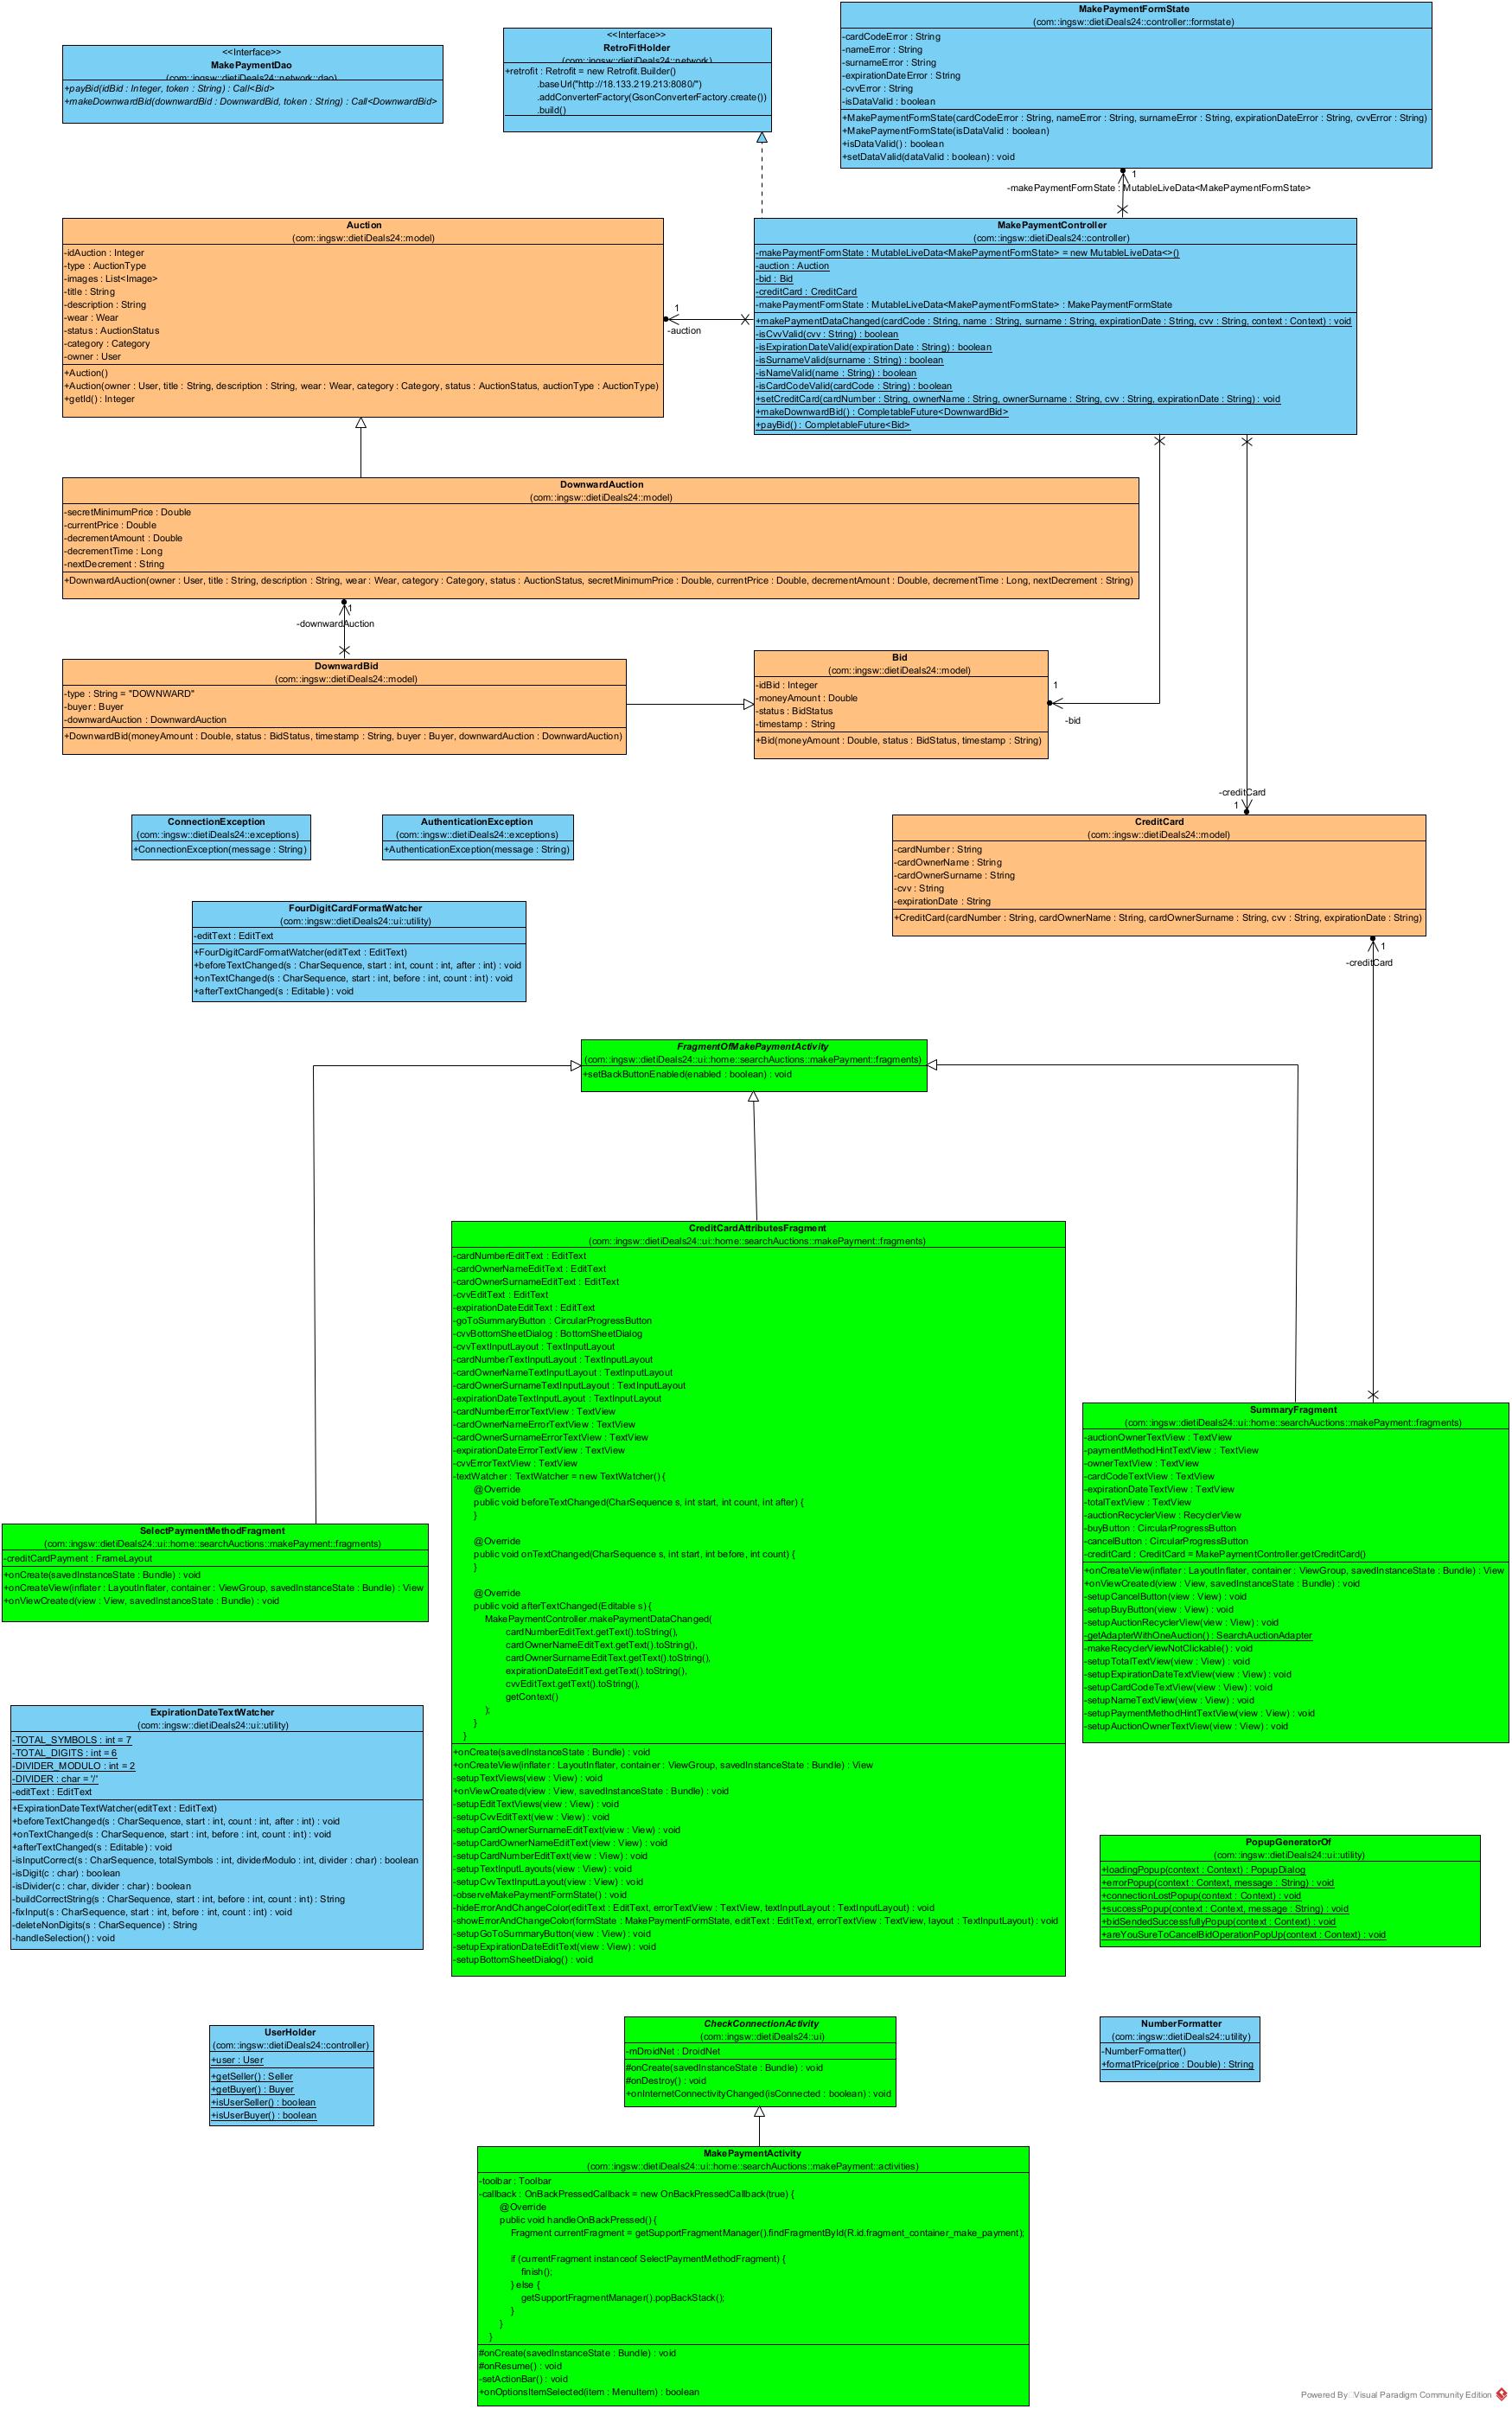 <<Interface>>
MakePaymentDao
(com::ingsw::dietiDeals24::network::dao)
+payBid(idBid : Integer, token : String) : Call<Bid>
+makeDownwardBid(downwardBid : DownwardBid, token : String) : Call<DownwardBid>
<<Interface>>
RetroFitHolder
(com::ingsw::dietiDeals24::network)
+retrofit : Retrofit = new Retrofit.Builder()
.baseUrl("http://18.133.219.213:8080/")
.addConverterFactory(GsonConverterFactory.create())
.build()
MakePaymentFormState
(com::ingsw::dietiDeals24::controller::formstate)
-cardCodeError : String
-nameError : String
-surnameError : String
-expirationDateError : String
-cvvError : String
-isDataValid : boolean
+MakePaymentFormState(cardCodeError : String, nameError : String, surnameError : String, expirationDateError : String, cvvError : String)
+MakePaymentFormState(isDataValid : boolean)
+isDataValid() : boolean
+setDataValid(dataValid : boolean) : void
1
-makePaymentFormState : MutableLiveData<MakePaymentFormState>
Auction
(com::ingsw::dietiDeals24::model)
-idAuction : Integer
-type : AuctionType
-images : List<Image>
-title : String
-description : String
-wear : Wear
-status : AuctionStatus
-category : Category
-owner : User
+Auction()
+Auction(owner : User, title : String, description : String, wear : Wear, category : Category, status : AuctionStatus, auctionType : AuctionType)
+getId() : Integer
1
-auction
MakePaymentController
(com::ingsw::dietiDeals24::controller)
-makePaymentFormState : MutableLiveData<MakePaymentFormState> = new MutableLiveData<>()
-auction : Auction
-bid : Bid
-creditCard : CreditCard
-makePaymentFormState : MutableLiveData<MakePaymentFormState> : MakePaymentFormState
+makePaymentDataChanged(cardCode : String, name : String, surname : String, expirationDate : String, cvv : String, context : Context) : void
-isCvvValid(cvv : String) : boolean
-isExpirationDateValid(expirationDate : String) : boolean
-isSurnameValid(surname : String) : boolean
-isNameValid(name : String) : boolean
-isCardCodeValid(cardCode : String) : boolean
+setCreditCard(cardNumber : String, ownerName : String, ownerSurname : String, cvv : String, expirationDate : String) : void
+makeDownwardBid() : CompletableFuture<DownwardBid>
+payBid() : CompletableFuture<Bid>
DownwardAuction
(com::ingsw::dietiDeals24::model)
-secretMinimumPrice : Double
-currentPrice : Double
-decrementAmount : Double
-decrementTime : Long
-nextDecrement : String
+DownwardAuction(owner : User, title : String, description : String, wear : Wear, category : Category, status : AuctionStatus, secretMinimumPrice : Double, currentPrice : Double, decrementAmount : Double, decrementTime : Long, nextDecrement : String)
1
-downwardAuction
DownwardBid
(com::ingsw::dietiDeals24::model)
-type : String = "DOWNWARD"
-buyer : Buyer
-downwardAuction : DownwardAuction
+DownwardBid(moneyAmount : Double, status : BidStatus, timestamp : String, buyer : Buyer, downwardAuction : DownwardAuction)
Bid
(com::ingsw::dietiDeals24::model)
-idBid : Integer
-moneyAmount : Double
-status : BidStatus
-timestamp : String
+Bid(moneyAmount : Double, status : BidStatus, timestamp : String)
1
-bid
-creditCard
1
ConnectionException
(com::ingsw::dietiDeals24::exceptions)
+ConnectionException(message : String)
AuthenticationException
(com::ingsw::dietiDeals24::exceptions)
+AuthenticationException(message : String)
CreditCard
(com::ingsw::dietiDeals24::model)
-cardNumber : String
-cardOwnerName : String
-cardOwnerSurname : String
-cvv : String
-expirationDate : String
+CreditCard(cardNumber : String, cardOwnerName : String, cardOwnerSurname : String, cvv : String, expirationDate : String)
1
-creditCard
FourDigitCardFormatWatcher
(com::ingsw::dietiDeals24::ui::utility)
-editText : EditText
+FourDigitCardFormatWatcher(editText : EditText)
+beforeTextChanged(s : CharSequence, start : int, count : int, after : int) : void
+onTextChanged(s : CharSequence, start : int, before : int, count : int) : void
+afterTextChanged(s : Editable) : void
FragmentOfMakePaymentActivity
(com::ingsw::dietiDeals24::ui::home::searchAuctions::makePayment::fragments)
+setBackButtonEnabled(enabled : boolean) : void
CreditCardAttributesFragment
(com::ingsw::dietiDeals24::ui::home::searchAuctions::makePayment::fragments)
-cardNumberEditText : EditText
-cardOwnerNameEditText : EditText
-cardOwnerSurnameEditText : EditText
-cvvEditText : EditText
-expirationDateEditText : EditText
-goToSummaryButton : CircularProgressButton
-cvvBottomSheetDialog : BottomSheetDialog
-cvvTextInputLayout : TextInputLayout
-cardNumberTextInputLayout : TextInputLayout
-cardOwnerNameTextInputLayout : TextInputLayout
-cardOwnerSurnameTextInputLayout : TextInputLayout
-expirationDateTextInputLayout : TextInputLayout
-cardNumberErrorTextView : TextView
-cardOwnerNameErrorTextView : TextView
-cardOwnerSurnameErrorTextView : TextView
-expirationDateErrorTextView : TextView
-cvvErrorTextView : TextView
-textWatcher : TextWatcher = new TextWatcher() {
@Override
public void beforeTextChanged(CharSequence s, int start, int count, int after) {
}
@Override
public void onTextChanged(CharSequence s, int start, int before, int count) {
}
@Override
public void afterTextChanged(Editable s) {
MakePaymentController.makePaymentDataChanged(
cardNumberEditText.getText().toString(),
cardOwnerNameEditText.getText().toString(),
cardOwnerSurnameEditText.getText().toString(),
expirationDateEditText.getText().toString(),
cvvEditText.getText().toString(),
getContext()
);
}
}
+onCreate(savedInstanceState : Bundle) : void
+onCreateView(inflater : LayoutInflater, container : ViewGroup, savedInstanceState : Bundle) : View
-setupTextViews(view : View) : void
+onViewCreated(view : View, savedInstanceState : Bundle) : void
-setupEditTextViews(view : View) : void
-setupCvvEditText(view : View) : void
-setupCardOwnerSurnameEditText(view : View) : void
-setupCardOwnerNameEditText(view : View) : void
-setupCardNumberEditText(view : View) : void
-setupTextInputLayouts(view : View) : void
-setupCvvTextInputLayout(view : View) : void
-observeMakePaymentFormState() : void
-hideErrorAndChangeColor(editText : EditText, errorTextView : TextView, textInputLayout : TextInputLayout) : void
-showErrorAndChangeColor(formState : MakePaymentFormState, editText : EditText, errorTextView : TextView, layout : TextInputLayout) : void
-setupGoToSummaryButton(view : View) : void
-setupExpirationDateEditText(view : View) : void
-setupBottomSheetDialog() : void
SummaryFragment
(com::ingsw::dietiDeals24::ui::home::searchAuctions::makePayment::fragments)
-auctionOwnerTextView : TextView
-paymentMethodHintTextView : TextView
-ownerTextView : TextView
-cardCodeTextView : TextView
-expirationDateTextView : TextView
-totalTextView : TextView
-auctionRecyclerView : RecyclerView
-buyButton : CircularProgressButton
-cancelButton : CircularProgressButton
-creditCard : CreditCard = MakePaymentController.getCreditCard()
+onCreateView(inflater : LayoutInflater, container : ViewGroup, savedInstanceState : Bundle) : View
+onViewCreated(view : View, savedInstanceState : Bundle) : void
-setupCancelButton(view : View) : void
-setupBuyButton(view : View) : void
-setupAuctionRecyclerView(view : View) : void
-getAdapterWithOneAuction() : SearchAuctionAdapter
-makeRecyclerViewNotClickable() : void
-setupTotalTextView(view : View) : void
-setupExpirationDateTextView(view : View) : void
-setupCardCodeTextView(view : View) : void
-setupNameTextView(view : View) : void
-setupPaymentMethodHintTextView(view : View) : void
-setupAuctionOwnerTextView(view : View) : void
SelectPaymentMethodFragment
(com::ingsw::dietiDeals24::ui::home::searchAuctions::makePayment::fragments)
-creditCardPayment : FrameLayout
+onCreate(savedInstanceState : Bundle) : void
+onCreateView(inflater : LayoutInflater, container : ViewGroup, savedInstanceState : Bundle) : View
+onViewCreated(view : View, savedInstanceState : Bundle) : void
ExpirationDateTextWatcher
(com::ingsw::dietiDeals24::ui::utility)
-TOTAL_SYMBOLS : int = 7
-TOTAL_DIGITS : int = 6
-DIVIDER_MODULO : int = 2
-DIVIDER : char = '/'
-editText : EditText
+ExpirationDateTextWatcher(editText : EditText)
+beforeTextChanged(s : CharSequence, start : int, count : int, after : int) : void
+onTextChanged(s : CharSequence, start : int, before : int, count : int) : void
+afterTextChanged(s : Editable) : void
-isInputCorrect(s : CharSequence, totalSymbols : int, dividerModulo : int, divider : char) : boolean
-isDigit(c : char) : boolean
-isDivider(c : char, divider : char) : boolean
-buildCorrectString(s : CharSequence, start : int, before : int, count : int) : String
-fixInput(s : CharSequence, start : int, before : int, count : int) : void
-deleteNonDigits(s : CharSequence) : String
-handleSelection() : void
PopupGeneratorOf
(com::ingsw::dietiDeals24::ui::utility)
+loadingPopup(context : Context) : PopupDialog
+errorPopup(context : Context, message : String) : void
+connectionLostPopup(context : Context) : void
+successPopup(context : Context, message : String) : void
+bidSendedSuccessfullyPopup(context : Context) : void
+areYouSureToCancelBidOperationPopUp(context : Context) : void
UserHolder
(com::ingsw::dietiDeals24::controller)
+user : User
+getSeller() : Seller
+getBuyer() : Buyer
+isUserSeller() : boolean
+isUserBuyer() : boolean
CheckConnectionActivity
(com::ingsw::dietiDeals24::ui)
-mDroidNet : DroidNet
#onCreate(savedInstanceState : Bundle) : void
#onDestroy() : void
+onInternetConnectivityChanged(isConnected : boolean) : void
NumberFormatter
(com::ingsw::dietiDeals24::utility)
-NumberFormatter()
+formatPrice(price : Double) : String
MakePaymentActivity
(com::ingsw::dietiDeals24::ui::home::searchAuctions::makePayment::activities)
-toolbar : Toolbar
-callback : OnBackPressedCallback = new OnBackPressedCallback(true) {
@Override
public void handleOnBackPressed() {
Fragment currentFragment = getSupportFragmentManager().findFragmentById(R.id.fragment_container_make_payment);
if (currentFragment instanceof SelectPaymentMethodFragment) {
finish();
} else {
getSupportFragmentManager().popBackStack();
}
}
}
#onCreate(savedInstanceState : Bundle) : void
#onResume() : void
-setActionBar() : void
+onOptionsItemSelected(item : MenuItem) : boolean
Powered By Visual Paradigm Community Edition